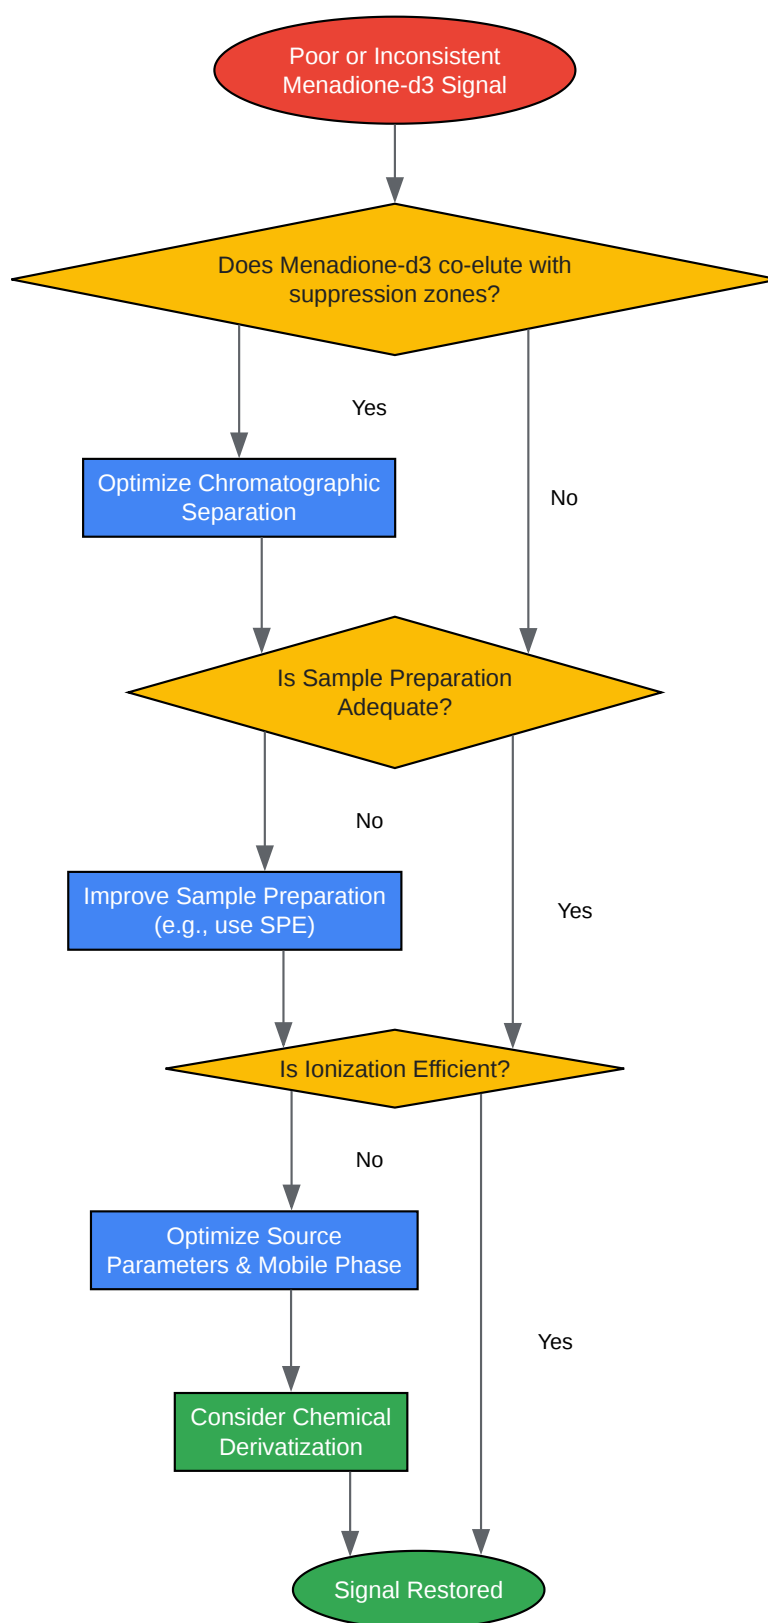 Poor or Inconsistent
Menadione-d3 Signal
Does Menadione-d3 co-elute with
suppression zones?
Yes
Optimize Chromatographic
Separation
No
Is Sample Preparation
Adequate?
No
Improve Sample Preparation
(e.g., use SPE)
Yes
Is Ionization Efficient?
No
Optimize Source
Parameters & Mobile Phase
Yes
Consider Chemical
Derivatization
Signal Restored